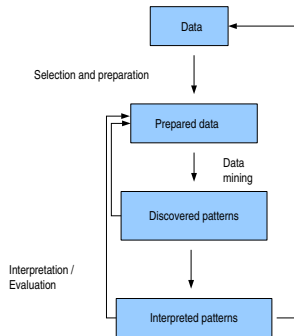 Data
Selection and preparation
Prepared data
Data
mining
Discovered patterns
Interpretation /
Evaluation
Interpreted patterns